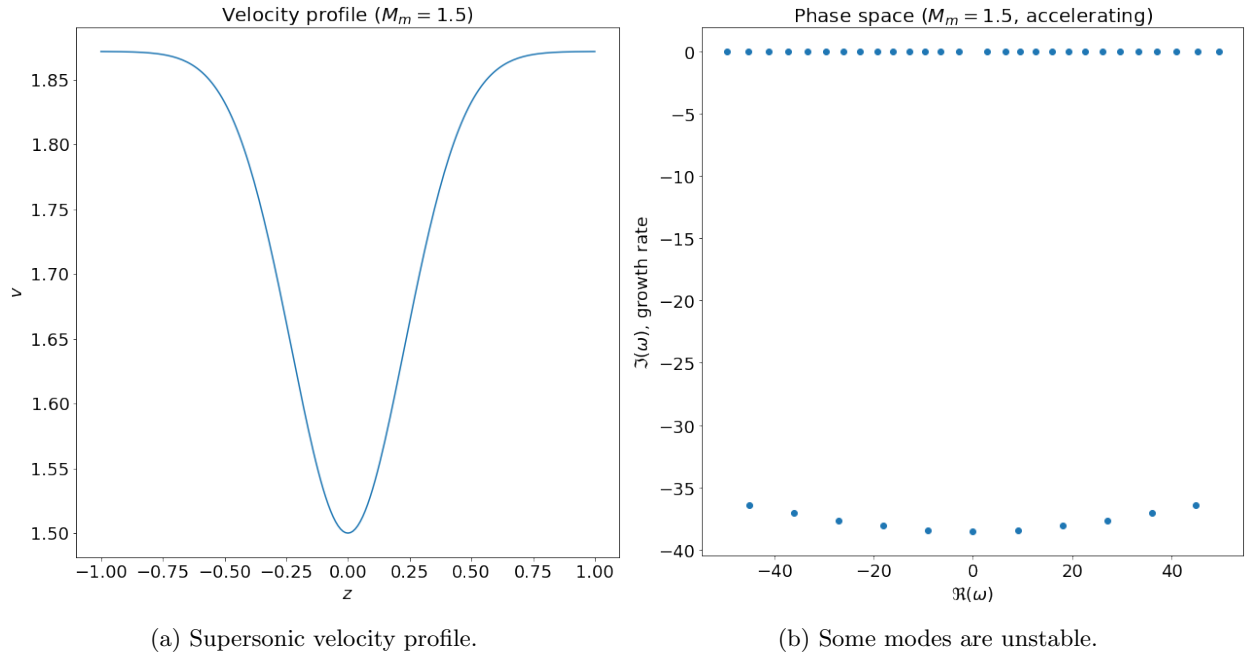 Velocity profile (M_m = 1.5)
1.85
1.80
1.75
1.70
1.65
1.60
1.55
1.50
v
−1.00 −0.75 −0.50 −0.25 0.00 0.25 0.50 0.75 1.00
z
(a) Supersonic velocity profile.
Phase space (M_m = 1.5, accelerating)
0
−5
−10
−15
−20
−25
−30
−35
−40
ℑ(ω), growth rate
−40 −20 0 20 40
ℜ(ω)
(b) Some modes are unstable.